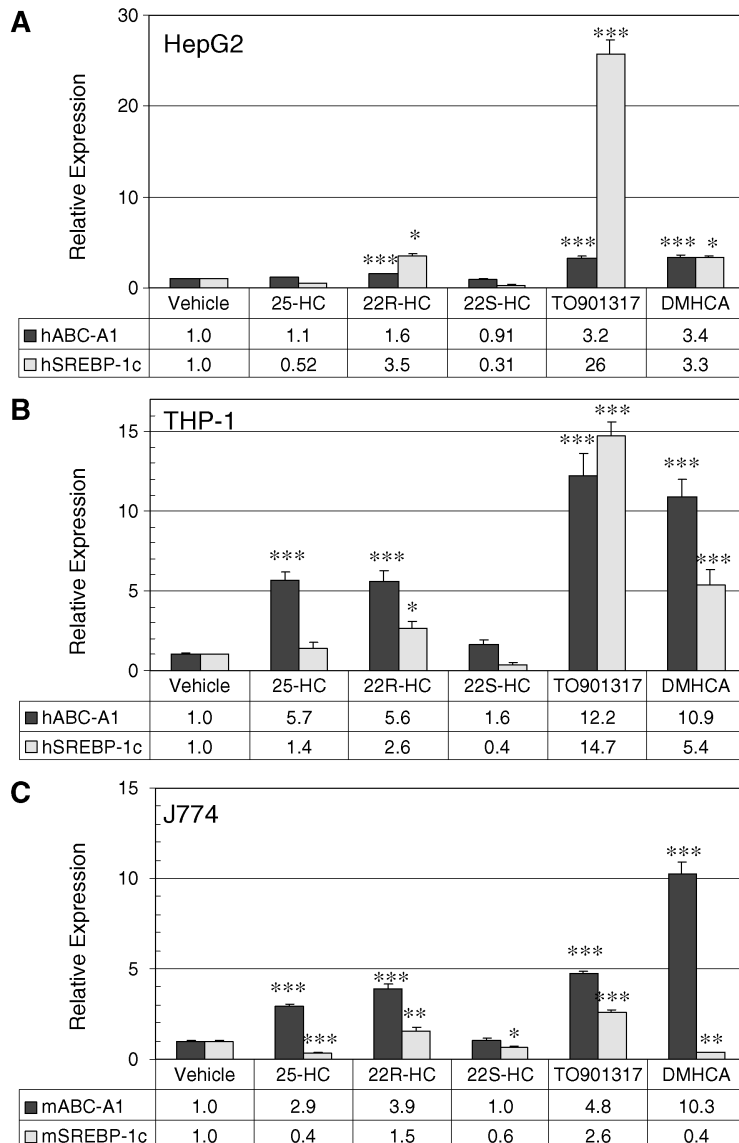 A
HepG2
Relative Expression
30
20
10
0
*** * *** *** *** *
Vehicle 25-HC 22R-HC 22S-HC TO901317 DMHCA
hABC-A1 1.0 1.1 1.6 0.91 3.2 3.4
hSREBP-1c 1.0 0.52 3.5 0.31 26 3.3
B
THP-1
Relative Expression
15
10
5
0
*** *** * *** *** *** ***
Vehicle 25-HC 22R-HC 22S-HC TO901317 DMHCA
hABC-A1 1.0 5.7 5.6 1.6 12.2 10.9
hSREBP-1c 1.0 1.4 2.6 0.4 14.7 5.4
C
J774
Relative Expression
15
10
5
0
*** *** *** ** * *** *** *** **
Vehicle 25-HC 22R-HC 22S-HC TO901317 DMHCA
mABC-A1 1.0 2.9 3.9 1.0 4.8 10.3
mSREBP-1c 1.0 0.4 1.5 0.6 2.6 0.4